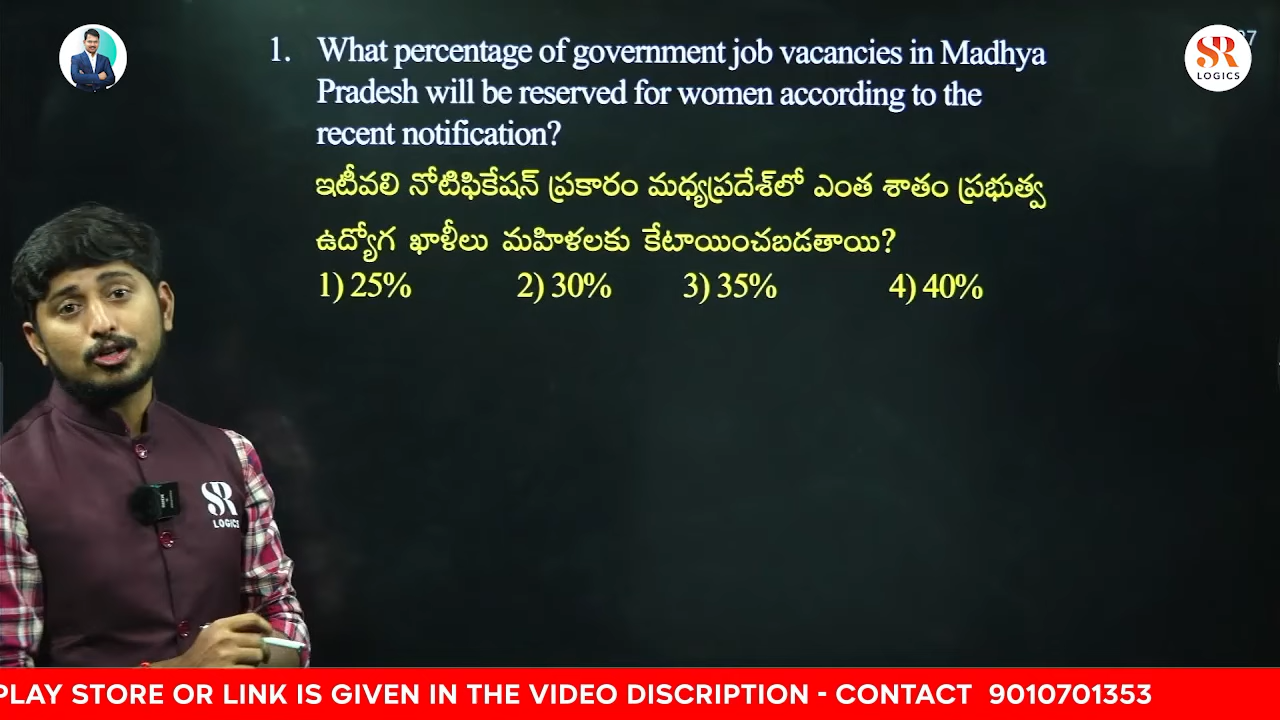 1. What percentage of government job vacancies in Madhya
Pradesh will be reserved for women according to the
recent notification?
ఇటీవలి నోటిఫికేషన్ ప్రకారం మధ్యప్రదేశ్‌లో ఎంత శాతం ప్రభుత్వ
ఉద్యోగ ఖాళీలు మహిళలకు కేటాయించబడతాయి?
1) 25% 2) 30% 3) 35% 4) 40%
SR
LOGICS
SR
LOGICS
PLAY STORE OR LINK IS GIVEN IN THE VIDEO DISCRIPTION - CONTACT 9010701353